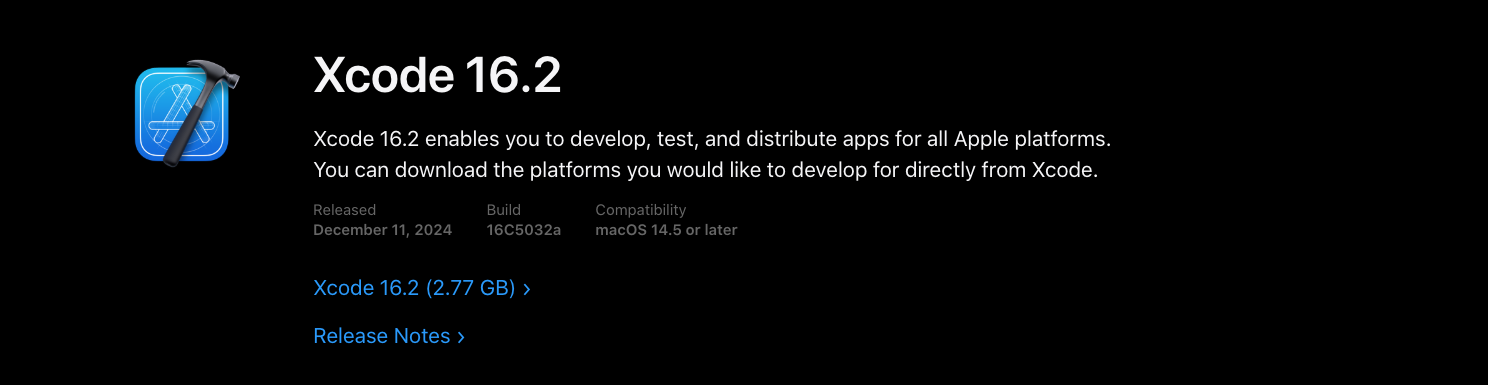 Xcode 16.2
Xcode 16.2 enables you to develop, test, and distribute apps for all Apple platforms.
You can download the platforms you would like to develop for directly from Xcode.
Released Build Compatibility
December 11, 2024 16C5032a macOS 14.5 or later
Xcode 16.2 (2.77 GB) ›
Release Notes ›